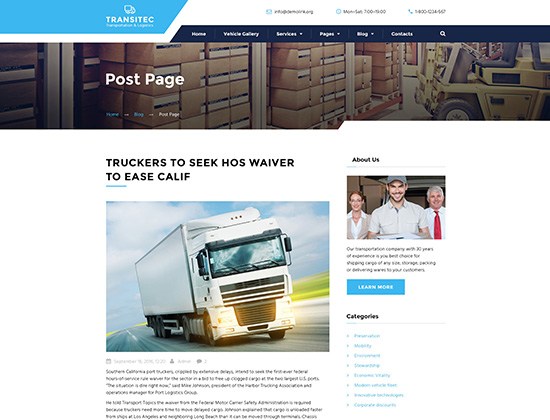 TRANSITEC
Transportation & Logistics
info@demolink.org
Mon–Sat: 7:00–19:00
1-800-1234-567
Home
Vehicle Gallery
Services
Pages
Blog
Contacts
Post Page
Home → Blog → Post Page
TRUCKERS TO SEEK HOS WAIVER
TO EASE CALIF
Admin
Southern California port truckers, crippled by extensive delays, intend to seek the first-ever federal
hours-of-service rule waiver for the sector in a bid to free up clogged cargo at the two largest U.S. ports.
"The situation is dire right now," said Mike Johnson, president of the Harbor Trucking Association and
operations manager for Port Logistics Group.
He told Transport Topics the waiver from the Federal Motor Carrier Safety Administration is required
because truckers need more time to move delayed cargo. Johnson explained that cargo is unloaded faster
from ships at Los Angeles and neighboring Long Beach than it can be moved through terminals. Chassis
About Us
Our transportation company with 30 years
of experience is you best choice for
shipping cargo of any size, storage, packing
or delivering wares to your customers.
LEARN MORE
Categories
Preservation
Mobility
Environment
Stewardship
Economic vitality
Modern vehicle fleet
Innovative technologies
Corporate discounts